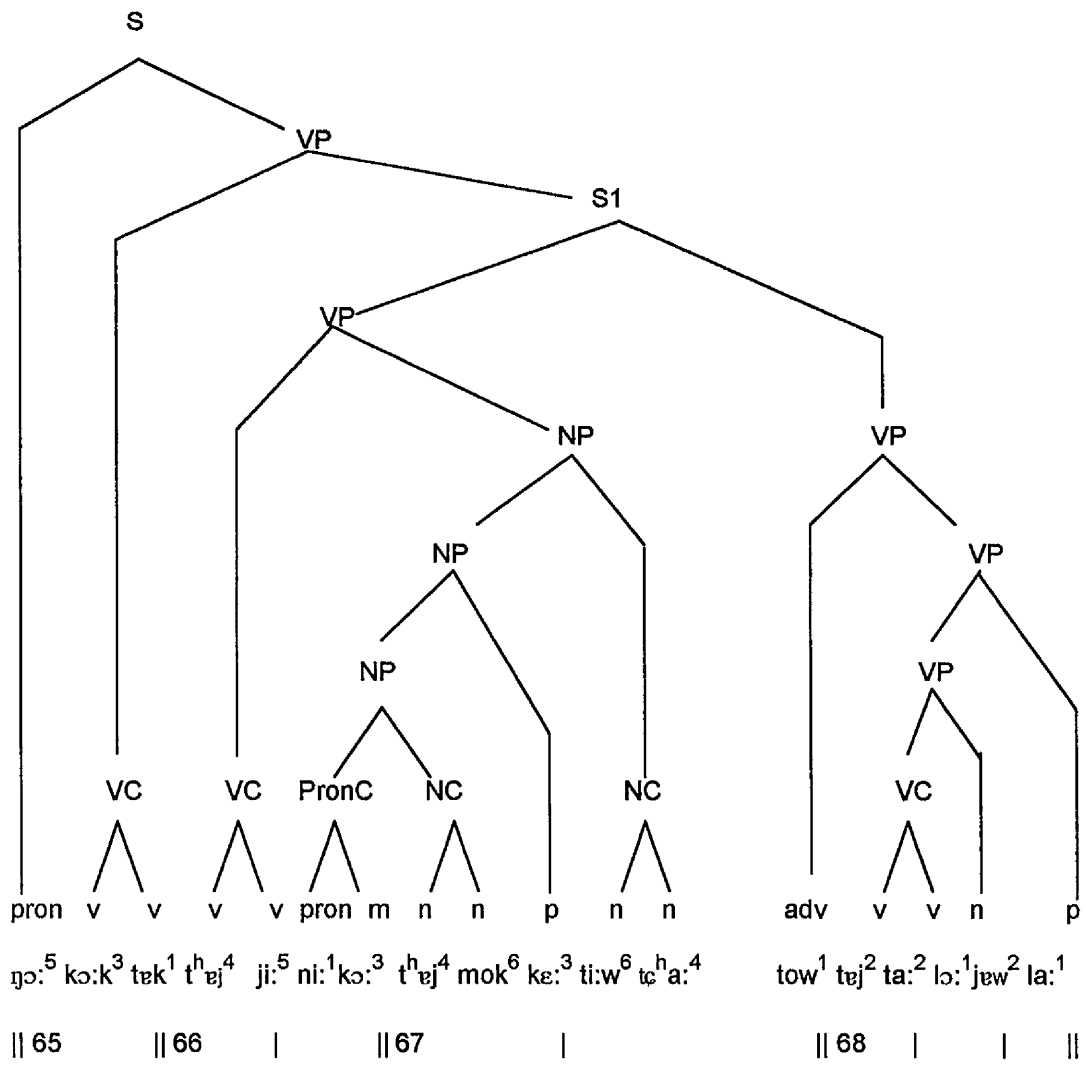 S
VP
S1
VP
NP VP
NP VP
NP VP
VC VC PronC NC NC VC
pron v v v v pron m n n p n n adv v v n p
ŋɔː⁵ kɔːk³ tɐk¹ tʰɐj⁴ jiː⁵ niː¹kɔː³ tʰɐj⁴ mok⁶ kɛː³ tiːw⁶ tɕʰaː⁴ tow¹ tɐj² taː² lɔː¹jɐw² laː¹
|| 65 || 66 | || 67 | || 68 | | ||